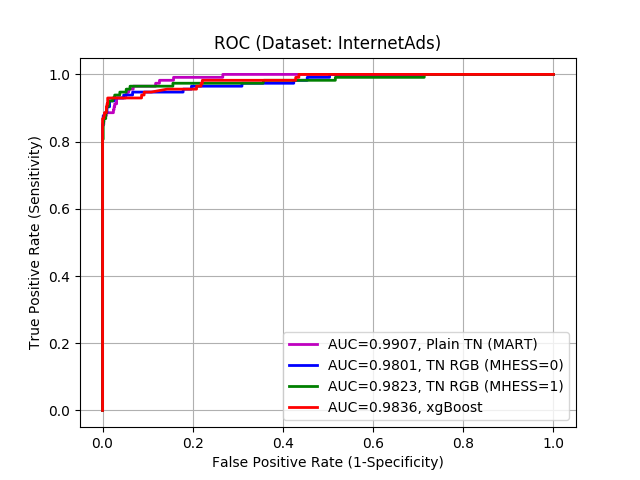 ROC (Dataset: InternetAds)
True Positive Rate (Sensitivity)
1.0
0.8
0.6
0.4
0.2
0.0
AUC=0.9907, Plain TN (MART)
AUC=0.9801, TN RGB (MHESS=0)
AUC=0.9823, TN RGB (MHESS=1)
AUC=0.9836, xgBoost
0.0 0.2 0.4 0.6 0.8 1.0
False Positive Rate (1-Specificity)